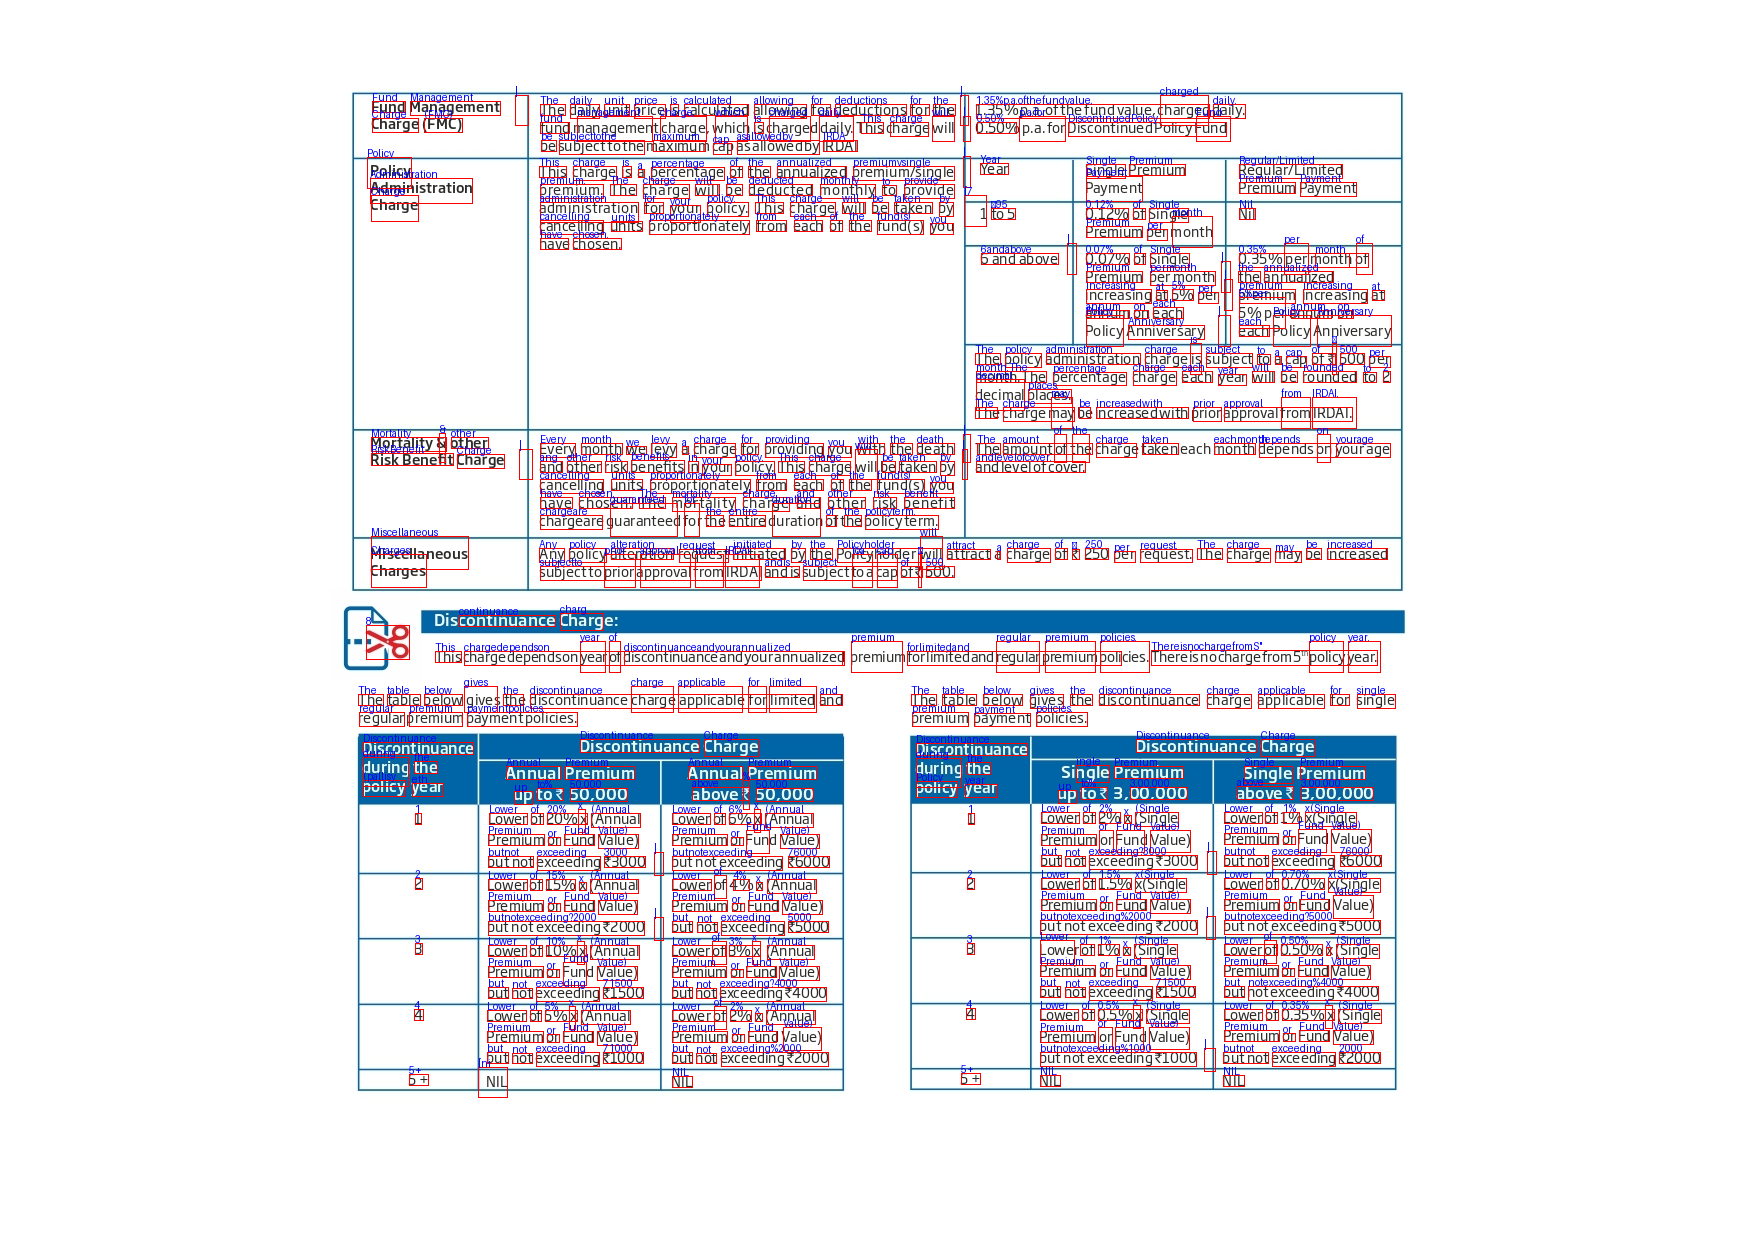 Fund Management
Charge (FMC)
The daily unit price is calculated allowing for deductions for the
fund management charge, which is charged daily. This charge will
be subject to the maximum cap as allowed by IRDAI
1.35% p.a. of the fund value, charged daily.
0.50% p.a. for Discontinued Policy Fund
Policy
Administration
Charge
This charge is a percentage of the annualized premium/single
premium. The charge will be deducted monthly to provide
administration for your policy. This charge will be taken by
cancelling units proportionately from each of the fund(s) you
have chosen.
Year
Single Premium
Payment
Regular/Limited
Premium Payment
1 to 5
0.12% of Single
Premium per month
Nil
6 and above
0.07% of Single
Premium per month
increasing at 5% per
annum on each
Policy Anniversary
0.35% per month of
the annualized
premium increasing at
5% per annum on
each Policy Anniversary
The policy administration charge is subject to a cap of ₹ 500 per
month. The percentage charge each year will be rounded to 2
decimal places.
The charge may be increased with prior approval from IRDAI.
Mortality & other
Risk Benefit Charge
Every month we levy a charge for providing you with the death
and other risk benefits in your policy. This charge will be taken by
cancelling units proportionately from each of the fund(s) you
have chosen. The mortality charge and other risk benefit
charge are guaranteed for the entire duration of the policy term.
The amount of the charge taken each month depends on your age
and level of cover.
Miscellaneous
Charges
Any policy alteration request initiated by the Policyholder will attract a charge of ₹ 250 per request. The charge may be increased
subject to prior approval from IRDAI and is subject to a cap of ₹ 500.
Discontinuance Charge:
This charge depends on year of discontinuance and your annualized premium for limited and regular premium policies. There is no charge from 5th policy year.
The table below gives the discontinuance charge applicable for limited and
regular premium payment policies.
Discontinuance
during the
policy year
Discontinuance Charge
Annual Premium
up to ₹ 50,000
Annual Premium
above ₹ 50,000
1
Lower of 20% x (Annual
Premium or Fund Value)
but not exceeding ₹3000
Lower of 6% x (Annual
Premium or Fund Value)
but not exceeding ₹6000
2
Lower of 15% x (Annual
Premium or Fund Value)
but not exceeding ₹2000
Lower of 4% x (Annual
Premium or Fund Value)
but not exceeding ₹5000
3
Lower of 10% x (Annual
Premium or Fund Value)
but not exceeding ₹1500
Lower of 3% x (Annual
Premium or Fund Value)
but not exceeding ₹4000
4
Lower of 5% x (Annual
Premium or Fund Value)
but not exceeding ₹1000
Lower of 2% x (Annual
Premium or Fund Value)
but not exceeding ₹2000
5 +
NIL
NIL
The table below gives the discontinuance charge applicable for single
premium payment policies.
Discontinuance
during the
policy year
Discontinuance Charge
Single Premium
up to ₹ 3,00,000
Single Premium
above ₹ 3,00,000
1
Lower of 2% x (Single
Premium or Fund Value)
but not exceeding ₹3000
Lower of 1% x (Single
Premium or Fund Value)
but not exceeding ₹6000
2
Lower of 1.5% x (Single
Premium or Fund Value)
but not exceeding ₹2000
Lower of 0.70% x (Single
Premium or Fund Value)
but not exceeding ₹5000
3
Lower of 1% x (Single
Premium or Fund Value)
but not exceeding ₹1500
Lower of 0.50% x (Single
Premium or Fund Value)
but not exceeding ₹4000
4
Lower of 0.5% x (Single
Premium or Fund Value)
but not exceeding ₹1000
Lower of 0.35% x (Single
Premium or Fund Value)
but not exceeding ₹2000
5 +
NIL
NIL